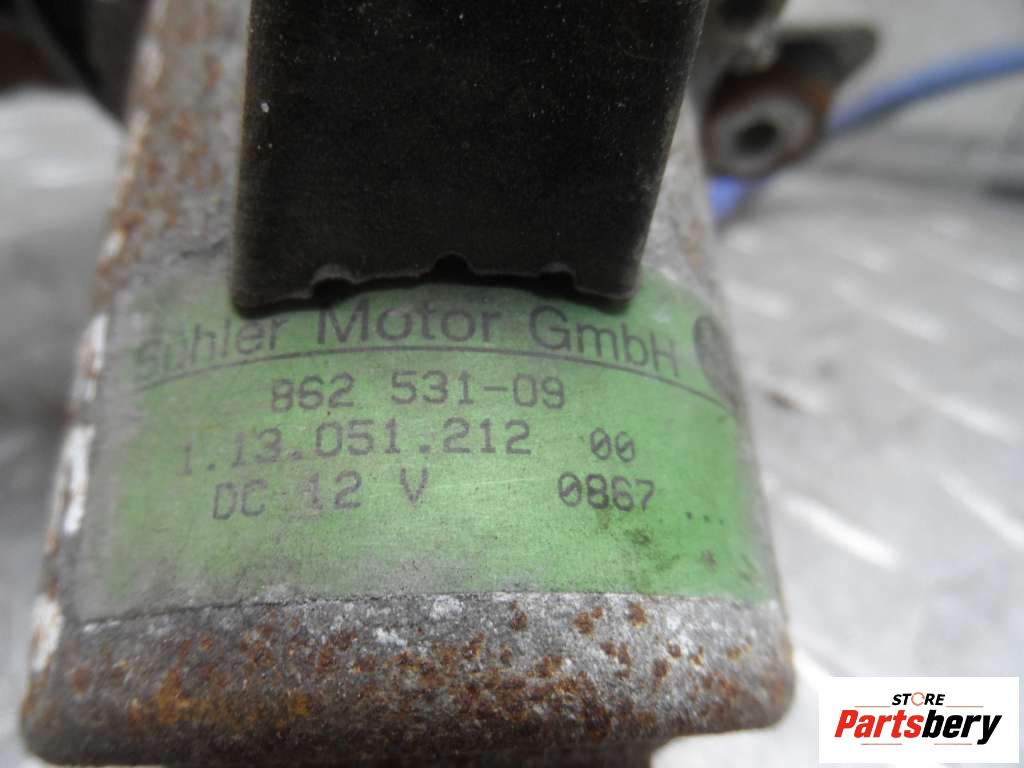 Bühler Motor GmbH
862 531-09
1.13.051.212 00
DC 12 V 0867 ...
STORE
Partsbery